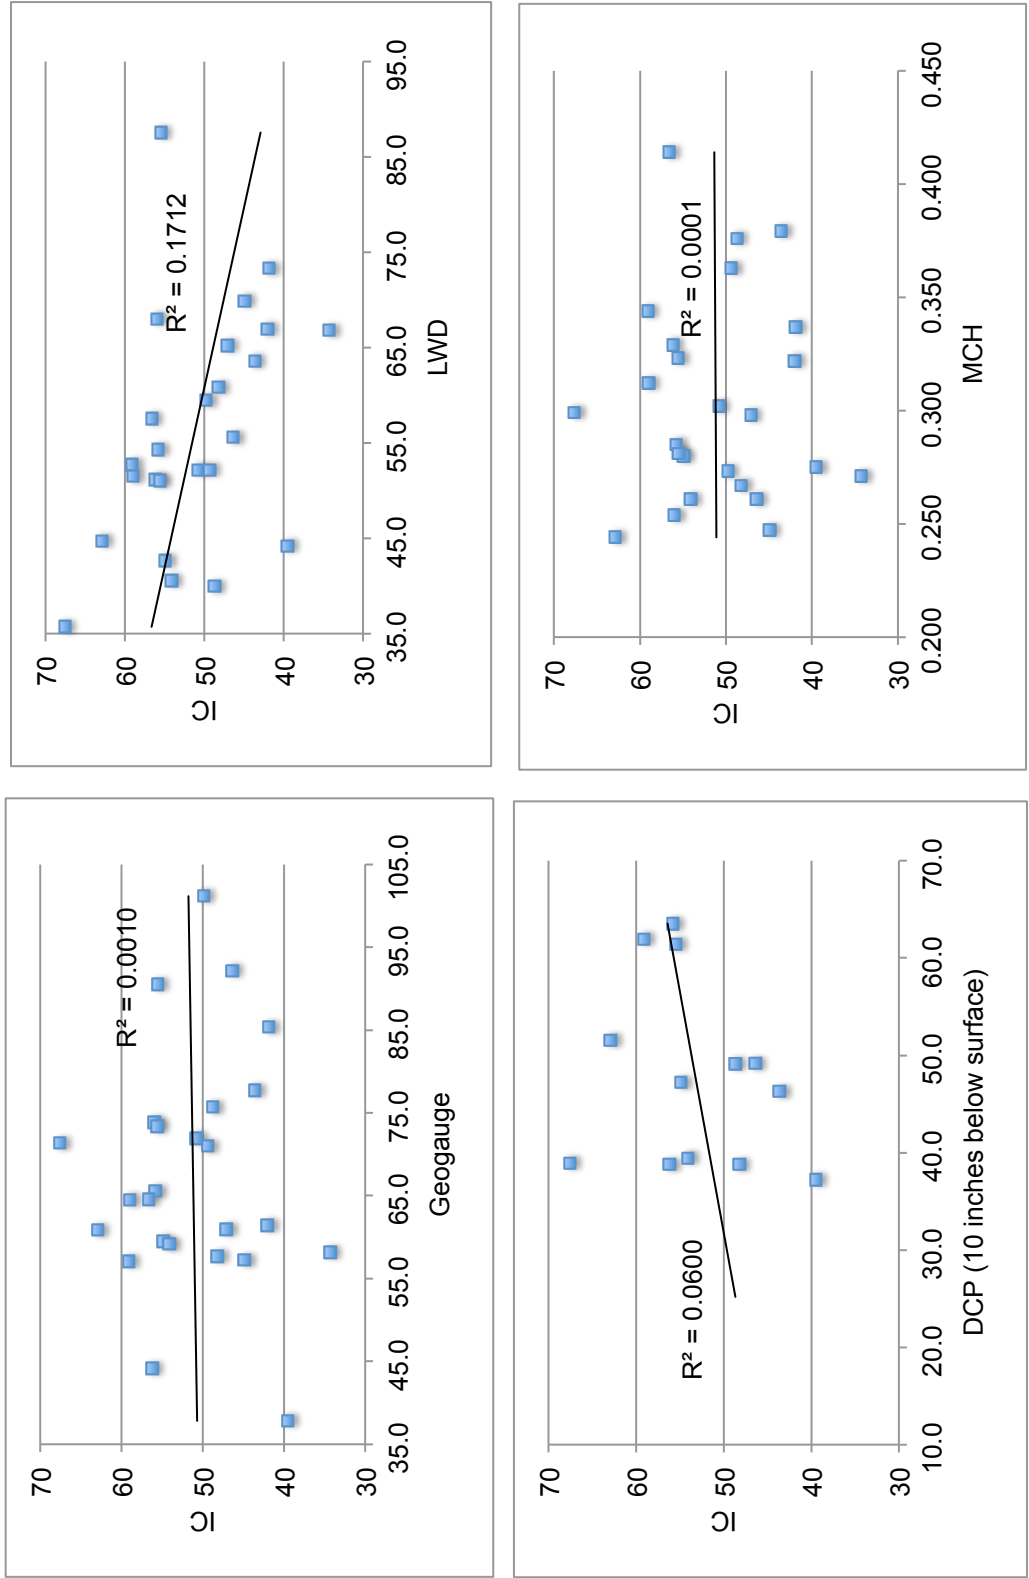 70
60
50
40
30
IC
35.0 45.0 55.0 65.0 75.0 85.0 95.0 105.0
Geogauge
R² = 0.0010
70
60
50
40
30
IC
35.0 45.0 55.0 65.0 75.0 85.0 95.0
LWD
R² = 0.1712
70
60
50
40
30
IC
10.0 20.0 30.0 40.0 50.0 60.0 70.0
DCP (10 inches below surface)
R² = 0.0600
70
60
50
40
30
IC
0.200 0.250 0.300 0.350 0.400 0.450
MCH
R² = 0.0001